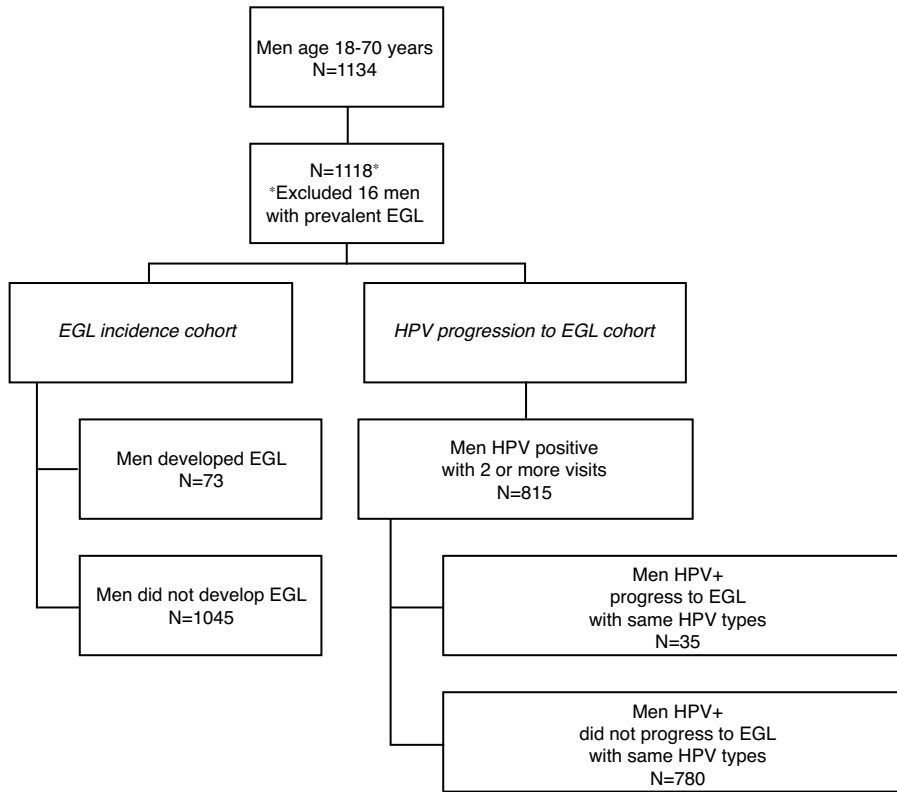 Men age 18-70 years
N=1134
N=1118*
*Excluded 16 men
with prevalent EGL
EGL incidence cohort
HPV progression to EGL cohort
Men developed EGL
N=73
Men HPV positive
with 2 or more visits
N=815
Men did not develop EGL
N=1045
Men HPV+
progress to EGL
with same HPV types
N=35
Men HPV+
did not progress to EGL
with same HPV types
N=780